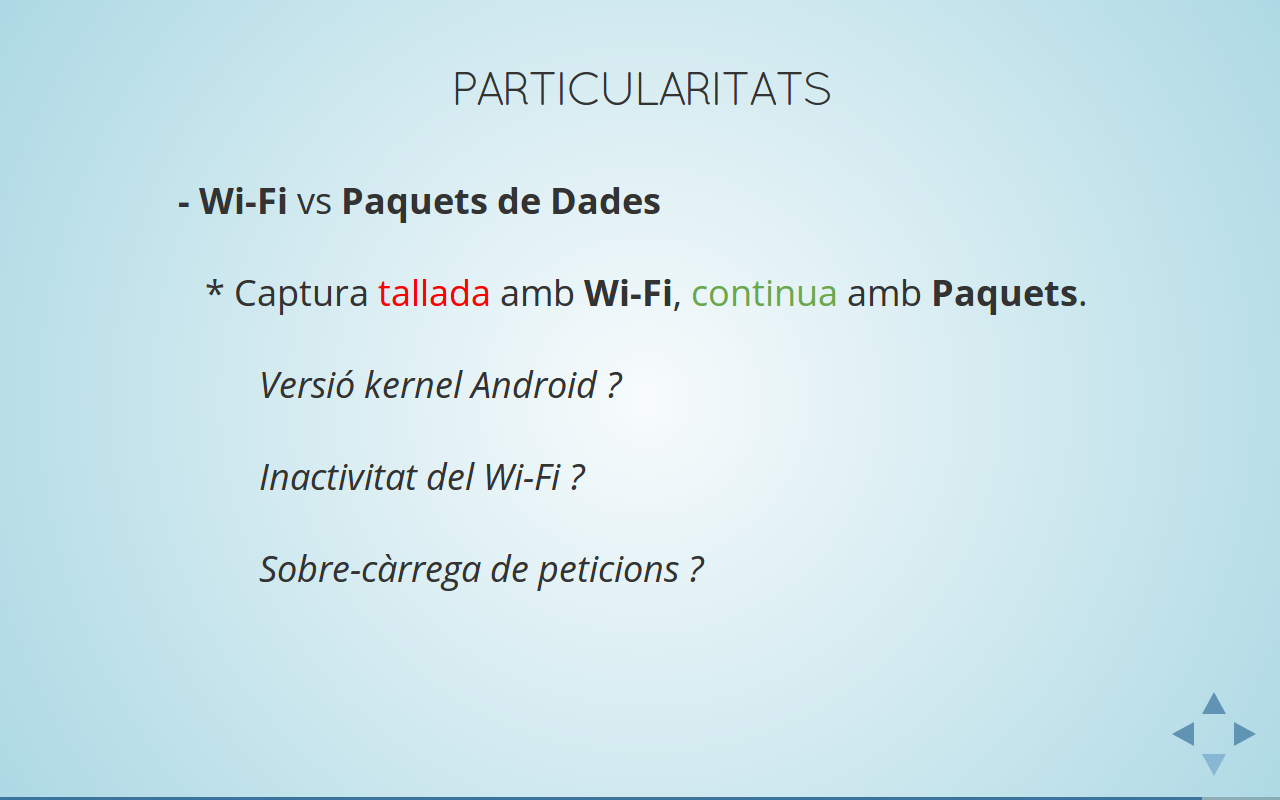 PARTICULARITATS
- Wi-Fi vs Paquets de Dades
* Captura tallada amb Wi-Fi, continua amb Paquets.
Versió kernel Android ?
Inactivitat del Wi-Fi ?
Sobre-càrrega de peticions ?